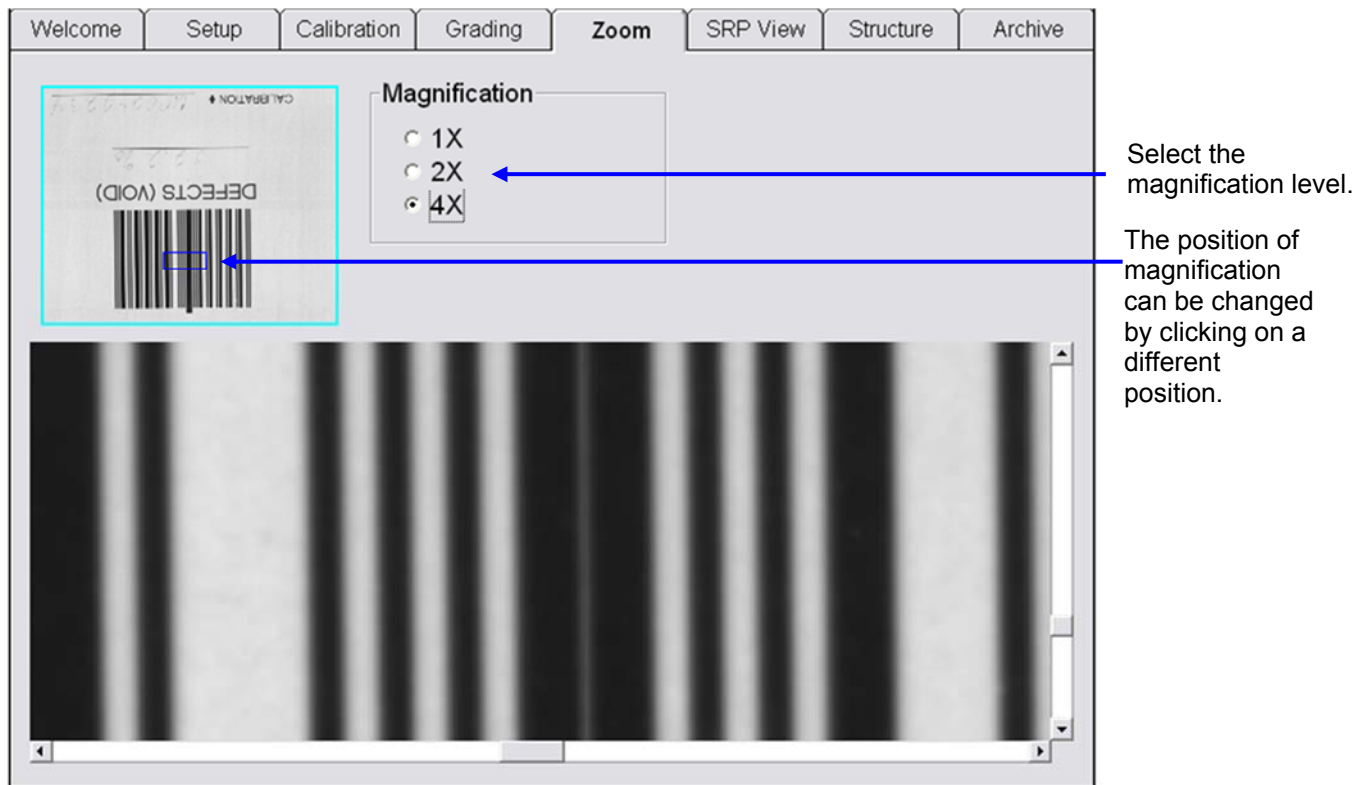 Welcome Setup Calibration Grading Zoom SRP View Structure Archive
CALIBRATION
DEFECTS (VOID)
Magnification
1X
2X
4X
Select the
magnification level.
The position of
magnification
can be changed
by clicking on a
different
position.